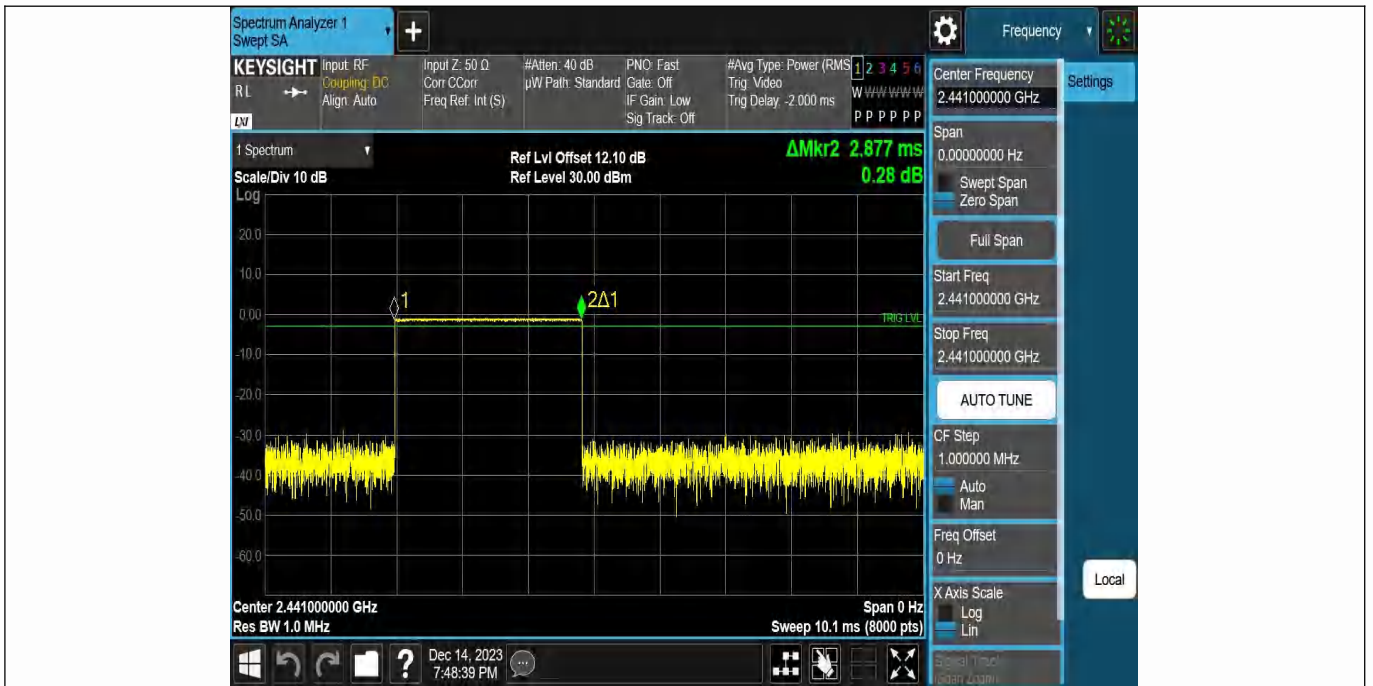 Spectrum Analyzer 1
Swept SA
+
Frequency
KEYSIGHT
RL
LXI
Input: RF
Coupling: DC
Align: Auto
Input Z: 50 Ω
Corr CCorr
Freq Ref: Int (S)
#Atten: 40 dB
µW Path: Standard
PNO: Fast
Gate: Off
IF Gain: Low
Sig Track: Off
#Avg Type: Power (RMS
Trig: Video
Trig Delay: -2.000 ms
1 2 3 4 5 6
W W W W W W
P P P P P P
Center Frequency
2.441000000 GHz
Settings
Span
0.00000000 Hz
Swept Span
Zero Span
Full Span
Start Freq
2.441000000 GHz
Stop Freq
2.441000000 GHz
AUTO TUNE
CF Step
1.000000 MHz
Auto
Man
Freq Offset
0 Hz
X Axis Scale
Log
Lin
Signal Track
(Span Zoom)
Local
1 Spectrum
Scale/Div 10 dB
Log
Ref Lvl Offset 12.10 dB
Ref Level 30.00 dBm
ΔMkr2 2.877 ms
0.28 dB
20.0
10.0
1
2Δ1
0.00
TRIG LVL
-10.0
-20.0
-30.0
-40.0
-50.0
-60.0
Center 2.441000000 GHz
Res BW 1.0 MHz
Span 0 Hz
Sweep 10.1 ms (8000 pts)
?
Dec 14, 2023
7:48:39 PM